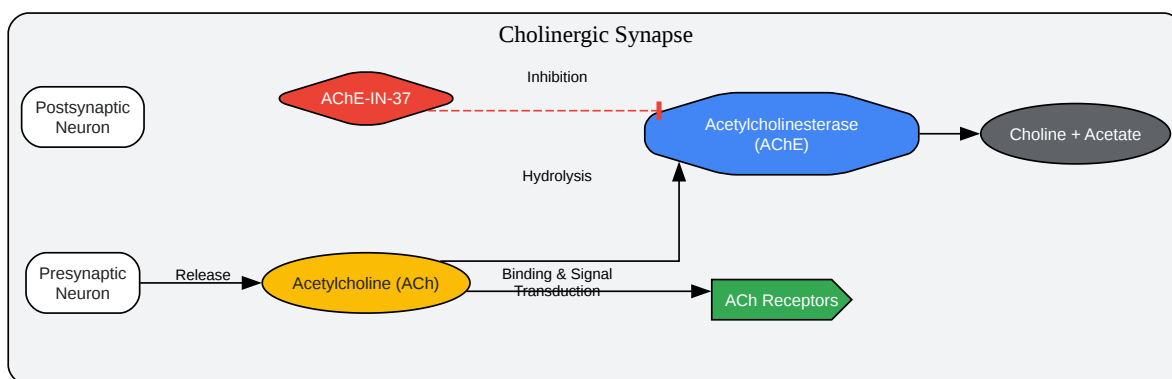 Cholinergic Synapse
Postsynaptic
Neuron
AChE-IN-37
Inhibition
Acetylcholinesterase
(AChE)
Choline + Acetate
Hydrolysis
Presynaptic
Neuron
Release
Acetylcholine (ACh)
Binding & Signal
Transduction
ACh Receptors